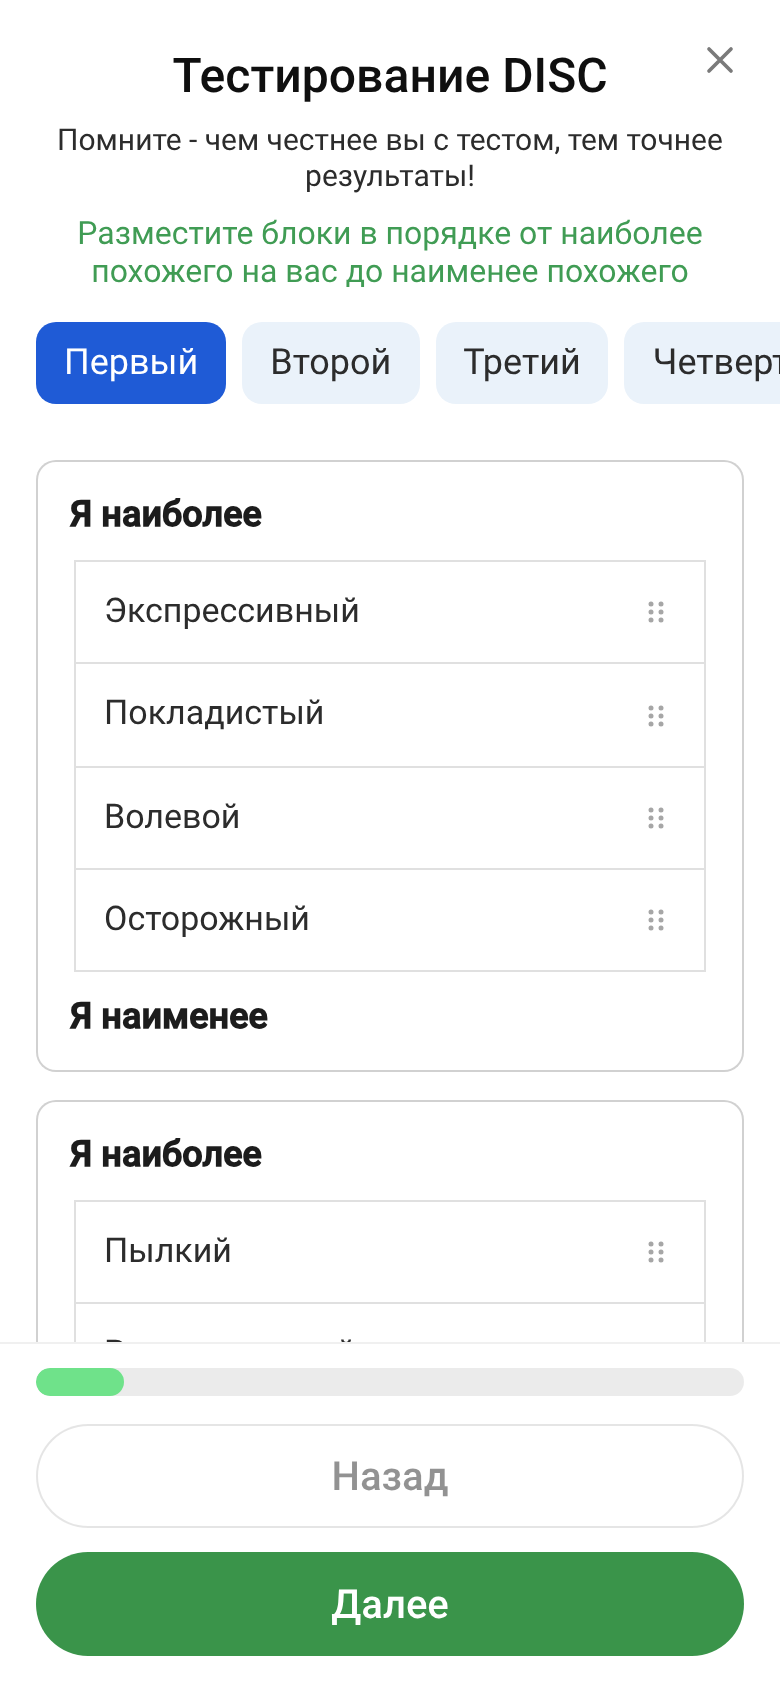 Тестирование DISC
Помните - чем честнее вы с тестом, тем точнее
результаты!
Разместите блоки в порядке от наиболее
похожего на вас до наименее похожего
Первый Второй Третий
Я наиболее
Экспрессивный
Покладистый
Волевой
Осторожный
Я наименее
Я наиболее
Пылкий
Назад
Далее